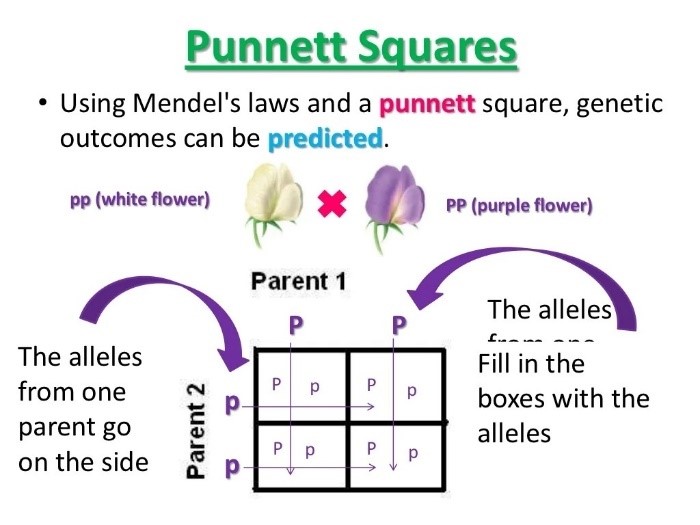 Punnett Squares
• Using Mendel's laws and a punnett square, genetic
outcomes can be predicted.
pp (white flower)
PP (purple flower)
Parent 1
P P
The alleles
from one
The alleles
from one
parent go
on the side
Fill in the
boxes with the
alleles
Parent 2
p
P p P p
p
P p P p